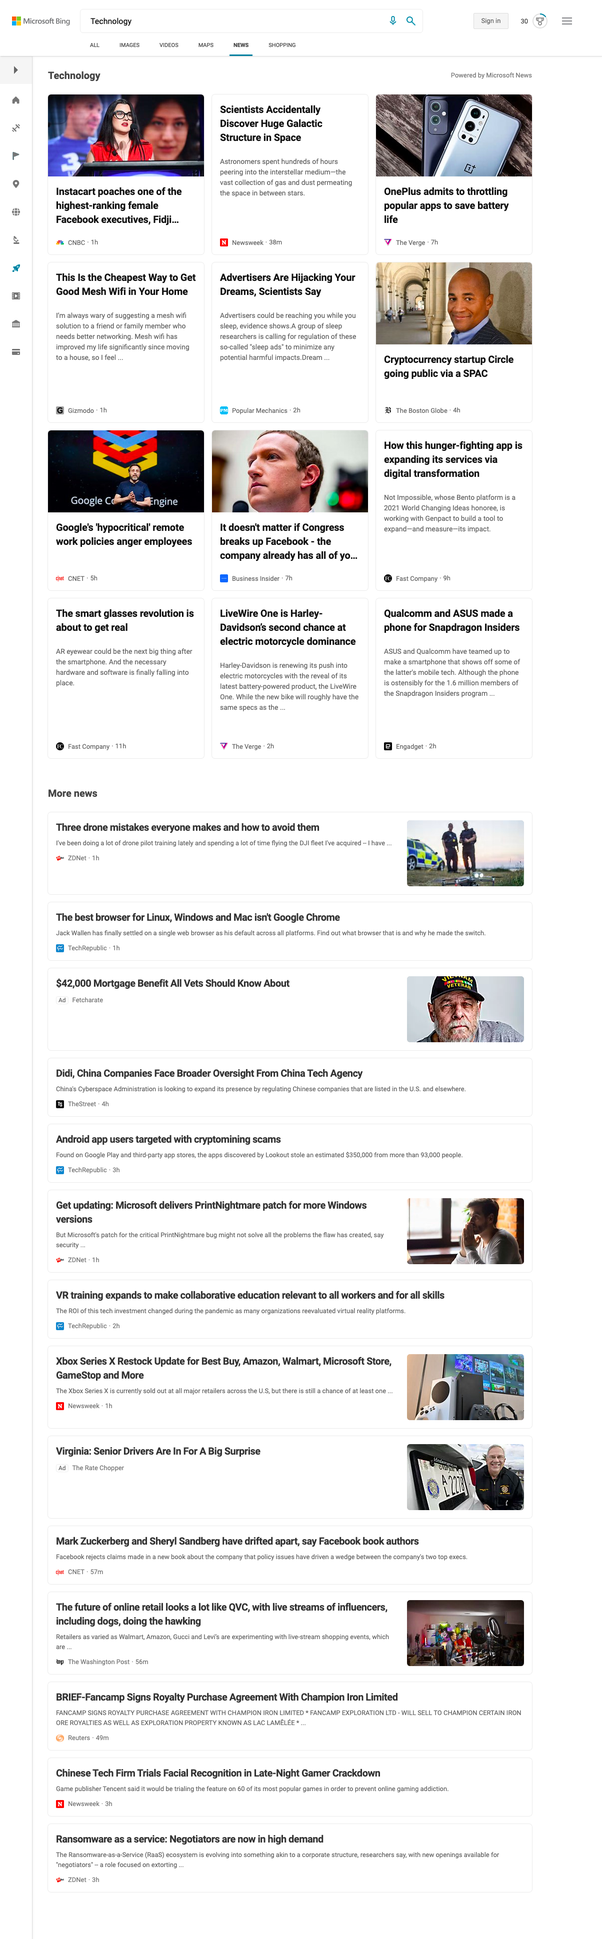 Microsoft Bing
Technology
Sign in
30
ALL
IMAGES
VIDEOS
MAPS
NEWS
SHOPPING
Technology
Powered by Microsoft News
Instacart poaches one of the
highest-ranking female
Facebook executives, Fidji...
CNBC · 1h
Scientists Accidentally
Discover Huge Galactic
Structure in Space
Astronomers spent hundreds of hours
peering into the interstellar medium—the
vast collection of gas and dust permeating
the space in between stars.
Newsweek · 38m
OnePlus admits to throttling
popular apps to save battery
life
The Verge · 7h
This Is the Cheapest Way to Get
Good Mesh Wifi in Your Home
I'm always wary of suggesting a mesh wifi
solution to a friend or family member who
needs better networking. Mesh wifi has
improved my life significantly since moving
to a house, so I feel ...
Gizmodo · 1h
Advertisers Are Hijacking Your
Dreams, Scientists Say
Advertisers could be reaching you while you
sleep, evidence shows.A group of sleep
researchers is calling for regulation of these
so-called "sleep ads" to minimize any
potential harmful impacts.Dream ...
Popular Mechanics · 2h
Cryptocurrency startup Circle
going public via a SPAC
The Boston Globe · 4h
Google Co
Engine
Google's 'hypocritical' remote
work policies anger employees
CNET · 5h
It doesn't matter if Congress
breaks up Facebook - the
company already has all of yo...
Business Insider · 7h
How this hunger-fighting app is
expanding its services via
digital transformation
Not Impossible, whose Bento platform is a
2021 World Changing Ideas honoree, is
working with Genpact to build a tool to
expand—and measure—its impact.
Fast Company · 9h
The smart glasses revolution is
about to get real
AR eyewear could be the next big thing after
the smartphone. And the necessary
hardware and software is finally falling into
place.
Fast Company · 11h
LiveWire One is Harley-
Davidson's second chance at
electric motorcycle dominance
Harley-Davidson is renewing its push into
electric motorcycles with the reveal of its
latest battery-powered product, the LiveWire
One. While the new bike will roughly have the
same specs as the ...
The Verge · 2h
Qualcomm and ASUS made a
phone for Snapdragon Insiders
ASUS and Qualcomm have teamed up to
make a smartphone that shows off some of
the latter's mobile tech. Although the phone
is ostensibly for the 1.6 million members of
the Snapdragon Insiders program ...
Engadget · 2h
More news
Three drone mistakes everyone makes and how to avoid them
I've been doing a lot of drone pilot training lately and spending a lot of time flying the DJI fleet I've acquired -- I have ...
ZDNet · 1h
The best browser for Linux, Windows and Mac isn't Google Chrome
Jack Wallen has finally settled on a single web browser as his default across all platforms. Find out what browser that is and why he made the switch.
TechRepublic · 1h
$42,000 Mortgage Benefit All Vets Should Know About
Ad Fetcharate
VIETNAM
VETERAN
Didi, China Companies Face Broader Oversight From China Tech Agency
China's Cyberspace Administration is looking to expand its presence by regulating Chinese companies that are listed in the U.S. and elsewhere.
TheStreet · 4h
Android app users targeted with cryptomining scams
Found on Google Play and third-party app stores, the apps discovered by Lookout stole an estimated $350,000 from more than 93,000 people.
TechRepublic · 3h
Get updating: Microsoft delivers PrintNightmare patch for more Windows
versions
But Microsoft's patch for the critical PrintNightmare bug might not solve all the problems the flaw has created, say
security ...
ZDNet · 1h
VR training expands to make collaborative education relevant to all workers and for all skills
The ROI of this tech investment changed during the pandemic as many organizations reevaluated virtual reality platforms.
TechRepublic · 2h
Xbox Series X Restock Update for Best Buy, Amazon, Walmart, Microsoft Store,
GameStop and More
The Xbox Series X is currently sold out at all major retailers across the U.S, but there is still a chance of at least one ...
Newsweek · 1h
Virginia: Senior Drivers Are In For A Big Surprise
Ad The Rate Chopper
Mark Zuckerberg and Sheryl Sandberg have drifted apart, say Facebook book authors
Facebook rejects claims made in a new book about the company that policy issues have driven a wedge between the company's two top execs.
CNET · 57m
The future of online retail looks a lot like QVC, with live streams of influencers,
including dogs, doing the hawking
Retailers as varied as Walmart, Amazon, Gucci and Levi's are experimenting with live-stream shopping events, which
are ...
The Washington Post · 56m
BRIEF-Fancamp Signs Royalty Purchase Agreement With Champion Iron Limited
FANCAMP SIGNS ROYALTY PURCHASE AGREEMENT WITH CHAMPION IRON LIMITED * FANCAMP EXPLORATION LTD - WILL SELL TO CHAMPION CERTAIN IRON
ORE ROYALTIES AS WELL AS EXPLORATION PROPERTY KNOWN AS LAC LAMÊLÉE * ...
Reuters · 49m
Chinese Tech Firm Trials Facial Recognition in Late-Night Gamer Crackdown
Game publisher Tencent said it would be trialing the feature on 60 of its most popular games in order to prevent online gaming addiction.
Newsweek · 3h
Ransomware as a service: Negotiators are now in high demand
The Ransomware-as-a-Service (RaaS) ecosystem is evolving into something akin to a corporate structure, researchers say, with new openings available for
"negotiators" -- a role focused on extorting ...
ZDNet · 3h